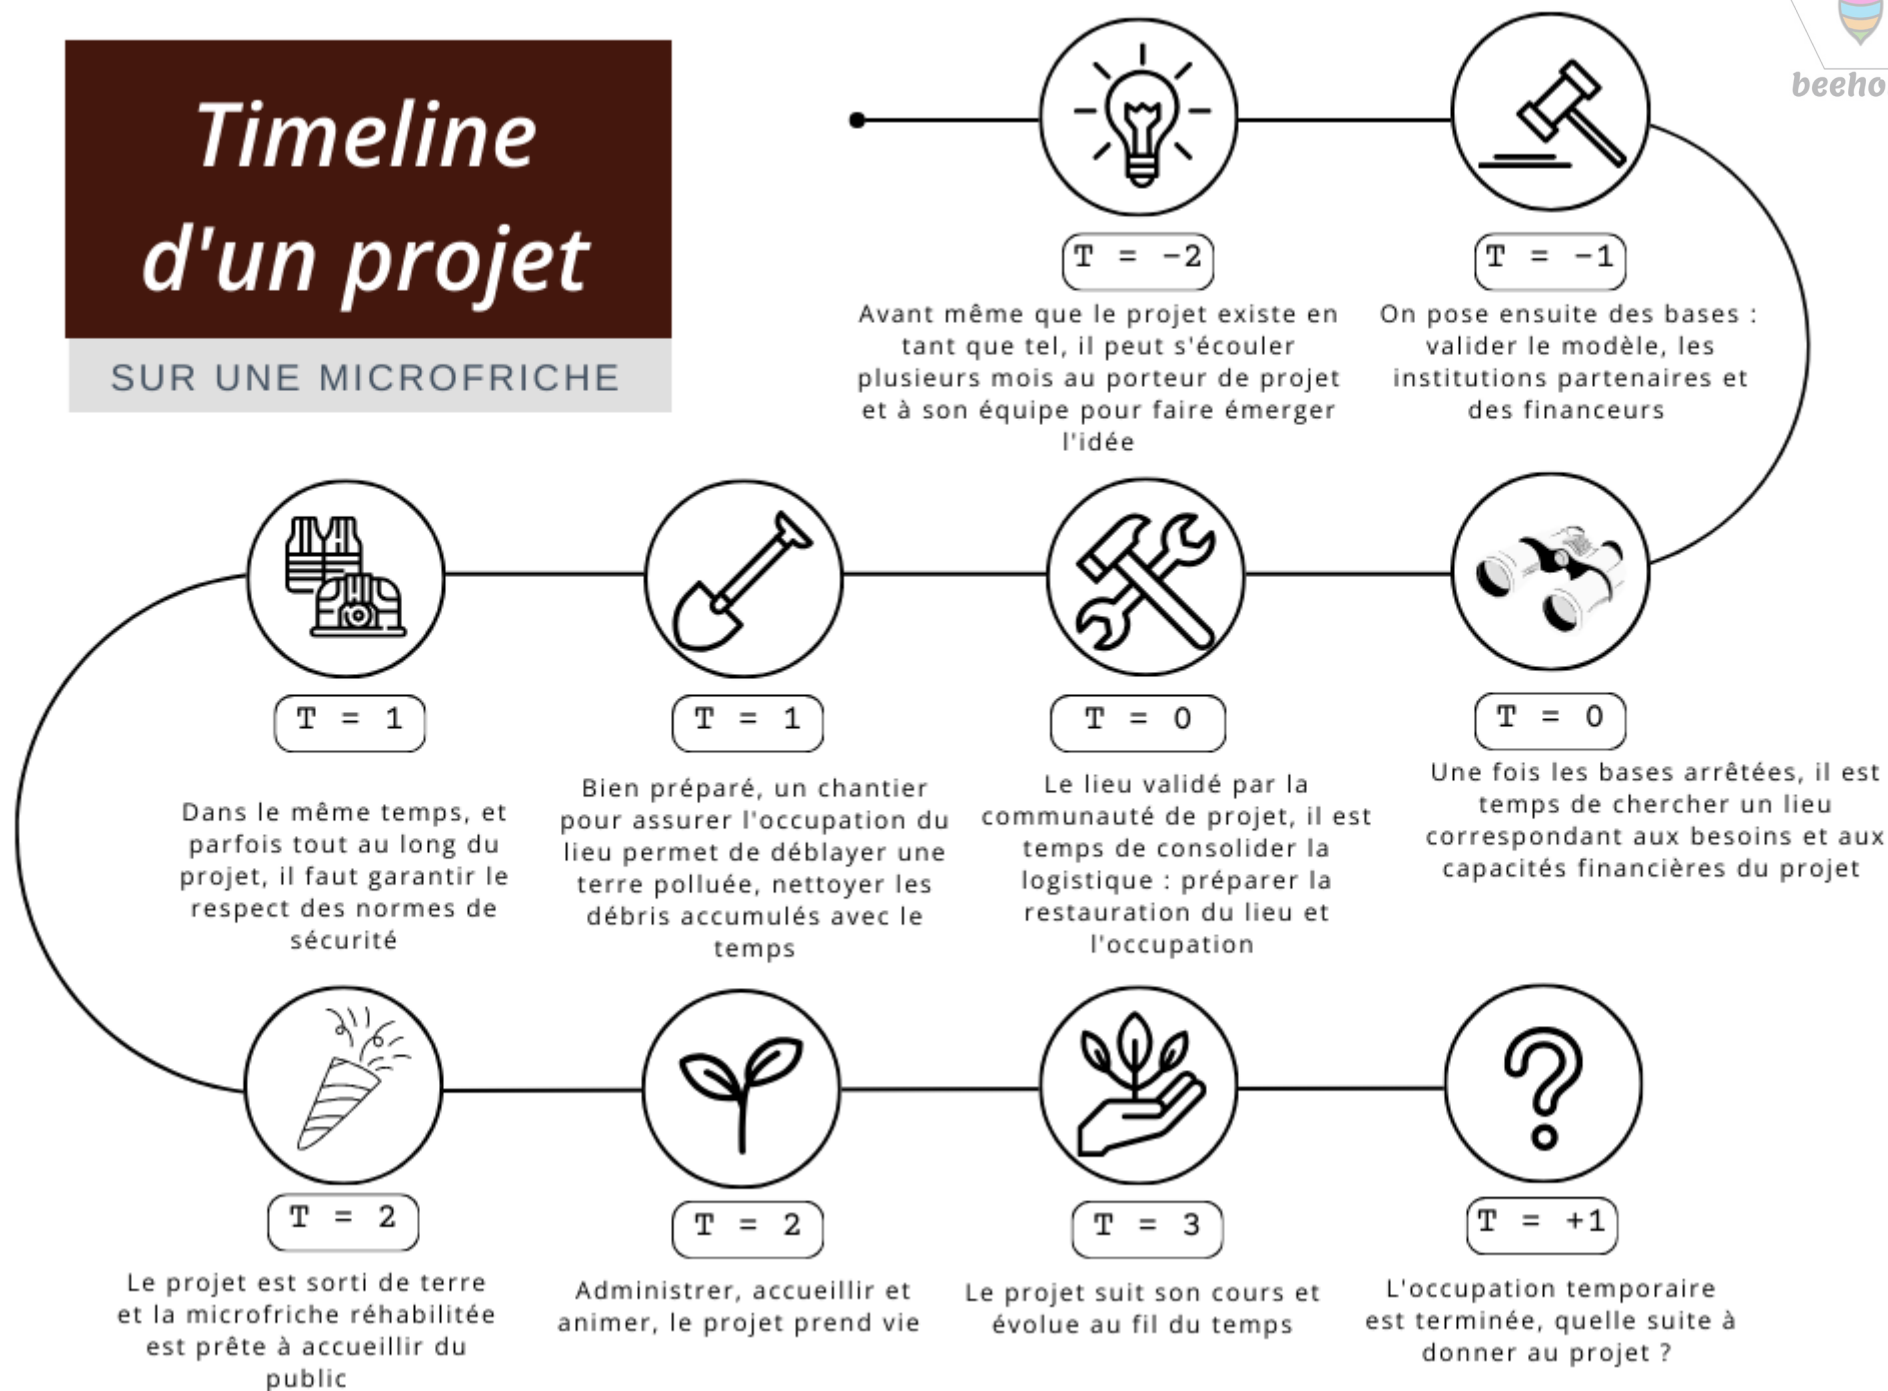 Timeline
d'un projet
SUR UNE MICROFRICHE
beeho
T = -2
Avant même que le projet existe en
tant que tel, il peut s'écouler
plusieurs mois au porteur de projet
et à son équipe pour faire émerger
l'idée
T = -1
On pose ensuite des bases :
valider le modèle, les
institutions partenaires et
des financeurs
T = 0
Une fois les bases arrêtées, il est
temps de chercher un lieu
correspondant aux besoins et aux
capacités financières du projet
T = 0
Le lieu validé par la
communauté de projet, il est
temps de consolider la
logistique : préparer la
restauration du lieu et
l'occupation
T = 1
Bien préparé, un chantier
pour assurer l'occupation du
lieu permet de déblayer une
terre polluée, nettoyer les
débris accumulés avec le
temps
T = 1
Dans le même temps, et
parfois tout au long du
projet, il faut garantir le
respect des normes de
sécurité
T = 2
Le projet est sorti de terre
et la microfriche réhabilitée
est prête à accueillir du
public
T = 2
Administrer, accueillir et
animer, le projet prend vie
T = 3
Le projet suit son cours et
évolue au fil du temps
T = +1
L'occupation temporaire
est terminée, quelle suite à
donner au projet ?